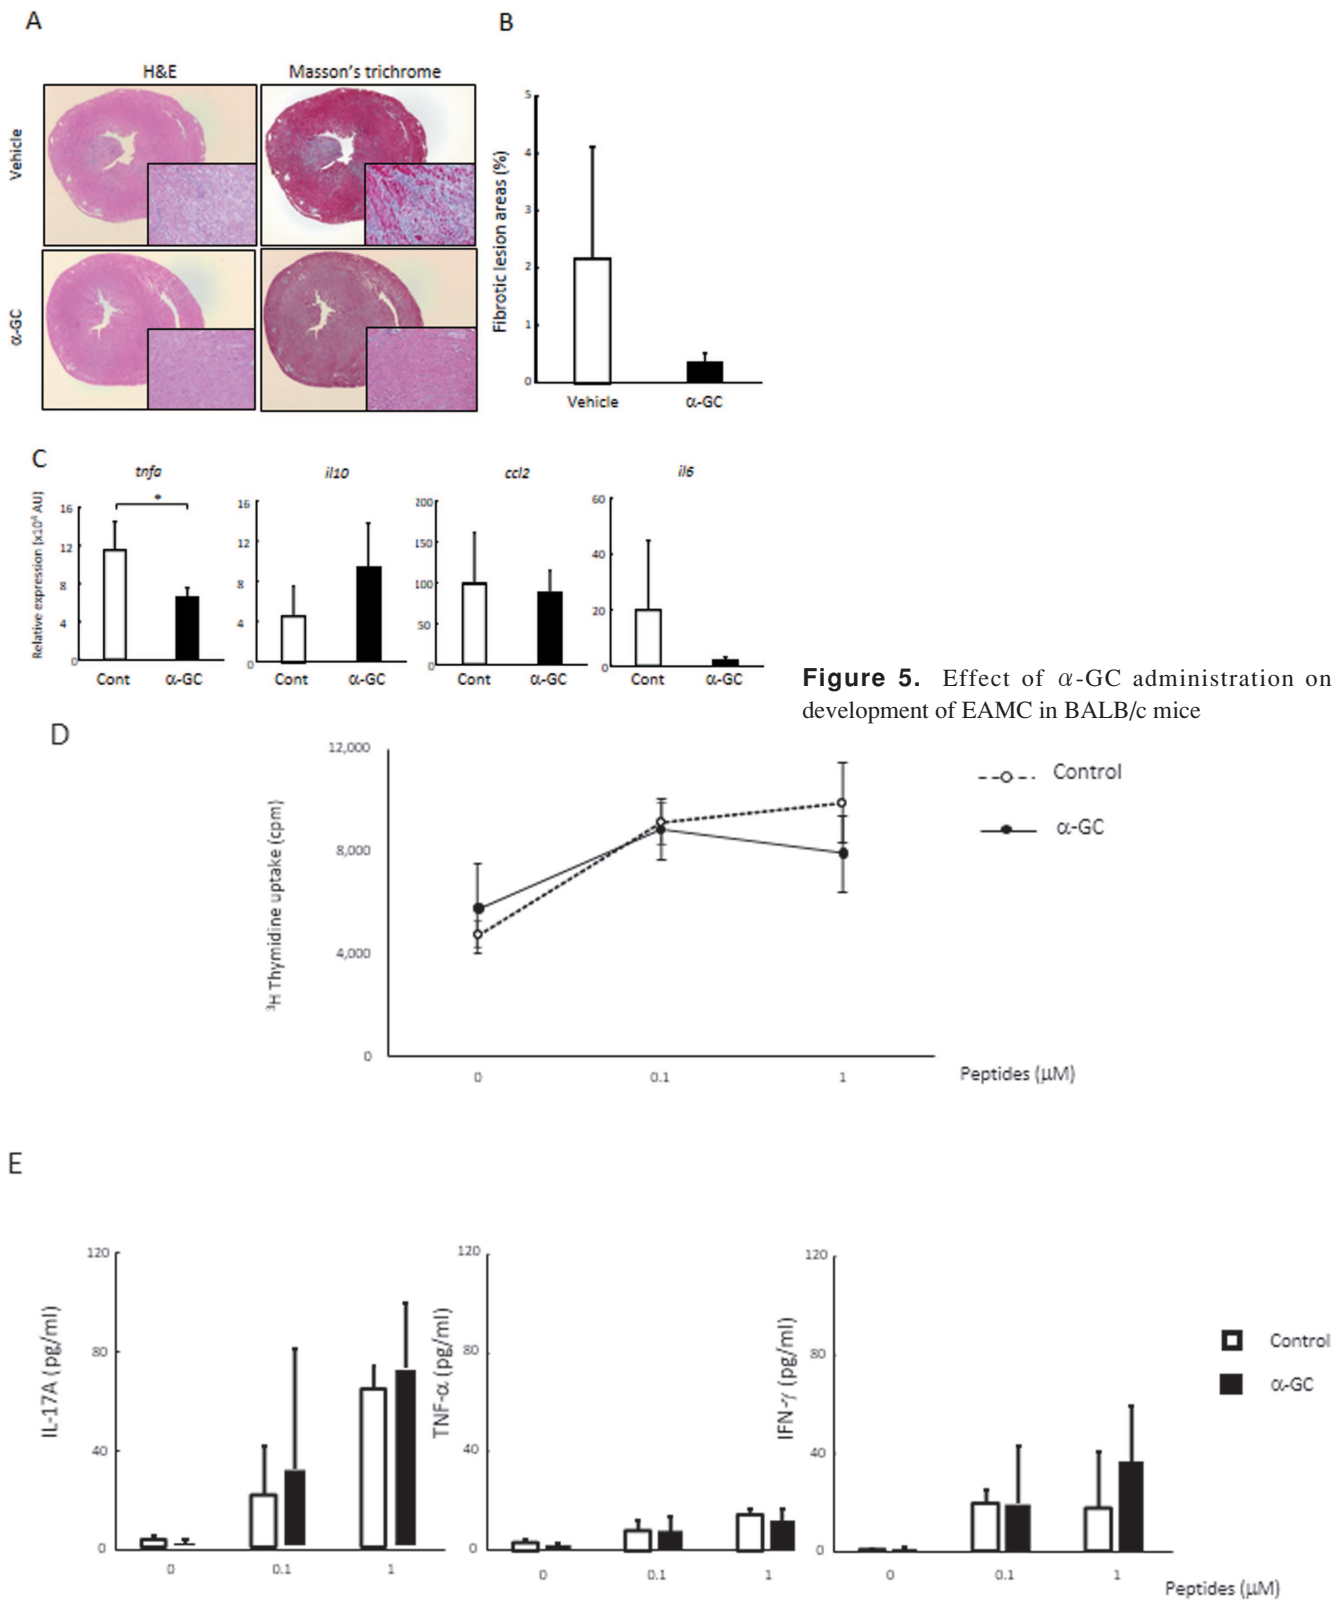 A
B
H&E
Masson's trichrome
Vehicle
α-GC
Fibrotic lesion areas (%)
5
4
3
2
1
0
Vehicle
α-GC
C
tnfa
il10
ccl2
il6
Relative expression (x10⁴ AU)
16
12
8
4
0
*
Cont
α-GC
16
12
8
4
0
Cont
α-GC
200
150
100
50
0
Cont
α-GC
60
40
20
0
Cont
α-GC
Figure 5. Effect of α-GC administration on
development of EAMC in BALB/c mice
D
³H Thymidine uptake (cpm)
12,000
8,000
4,000
0
0
0.1
1
Peptides (μM)
Control
α-GC
E
IL-17A (pg/ml)
120
80
40
0
0
0.1
1
TNF-α (pg/ml)
120
80
40
0
0
0.1
1
IFN-γ (pg/ml)
120
80
40
0
0
0.1
1
Peptides (μM)
Control
α-GC